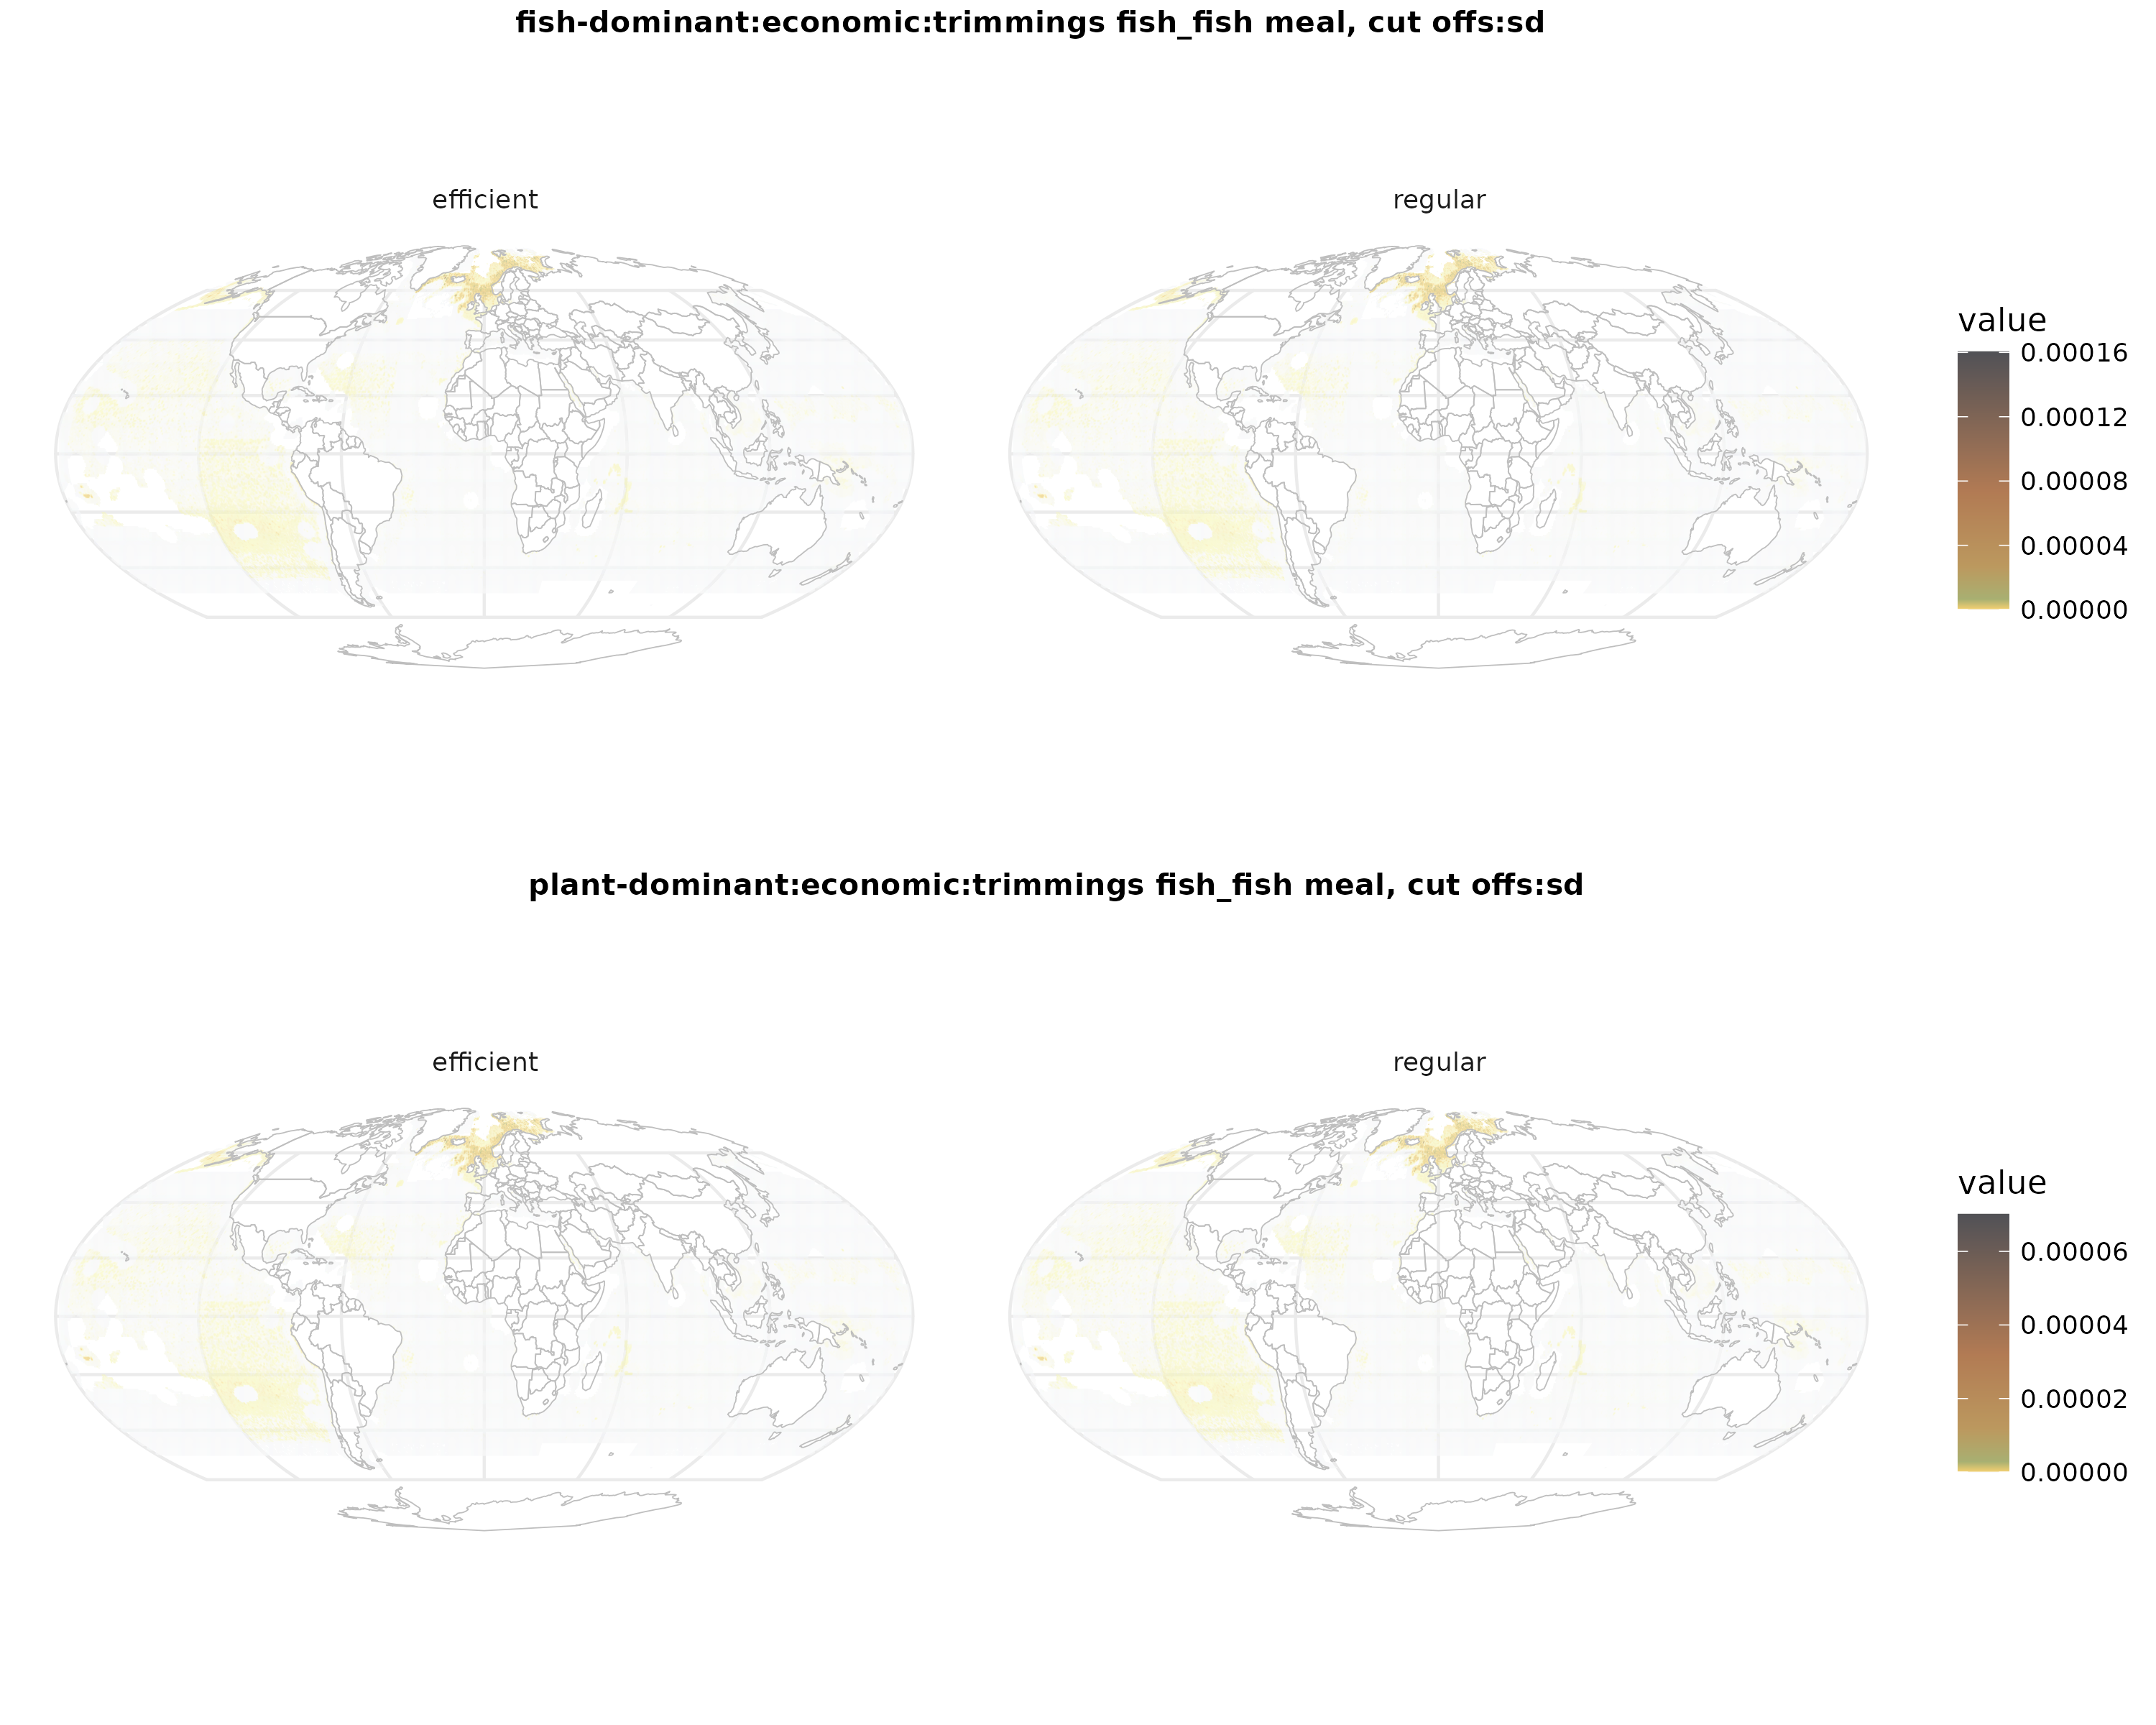 fish-dominant:economic:trimmings fish_fish meal, cut offs:sd
efficient
regular
value
0.00016
0.00012
0.00008
0.00004
0.00000
plant-dominant:economic:trimmings fish_fish meal, cut offs:sd
efficient
regular
value
0.00006
0.00004
0.00002
0.00000